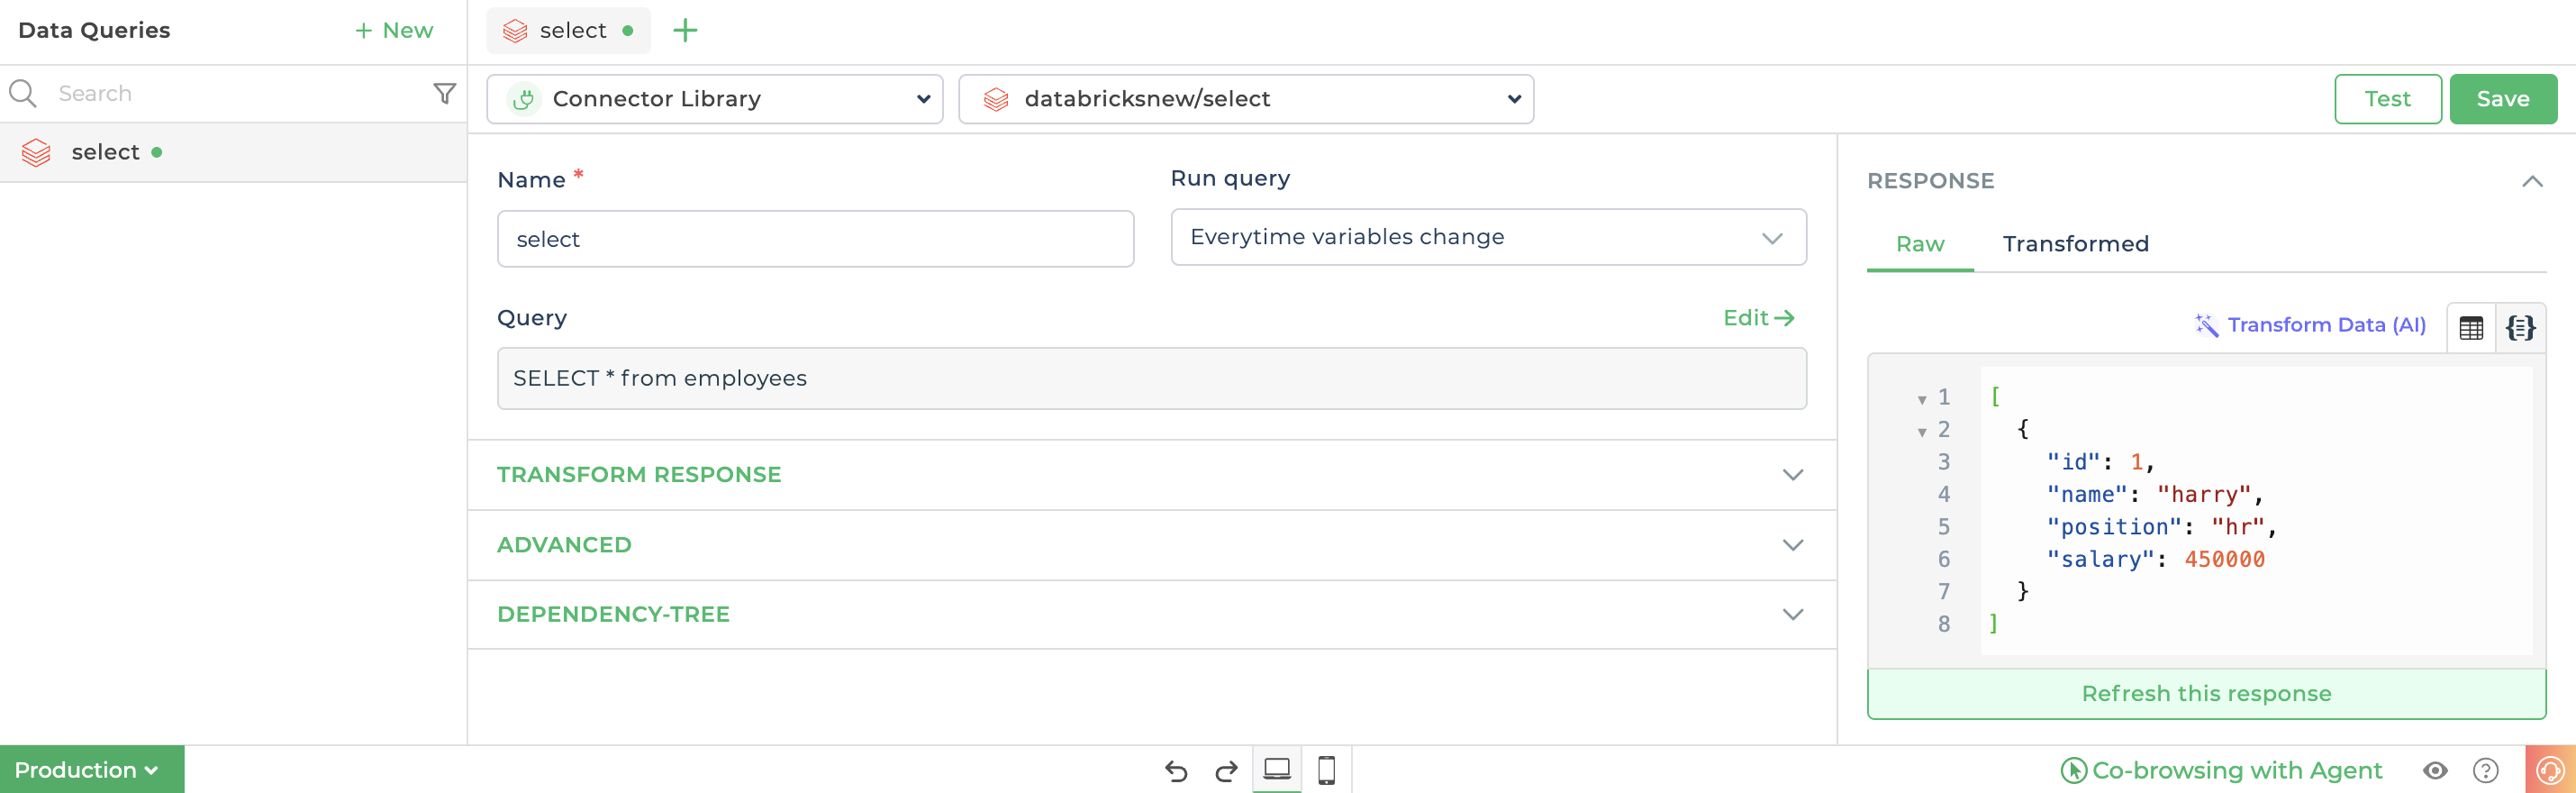 Data Queries
+ New
Search
select
select
Connector Library
databricksnew/select
Test
Save
Name *
select
Run query
Everytime variables change
Query
Edit→
SELECT * from employees
TRANSFORM RESPONSE
ADVANCED
DEPENDENCY-TREE
RESPONSE
Raw
Transformed
Transform Data (AI)
1 [
2 {
3 "id": 1,
4 "name": "harry",
5 "position": "hr",
6 "salary": 450000
7 }
8 ]
Refresh this response
Production
Co-browsing with Agent